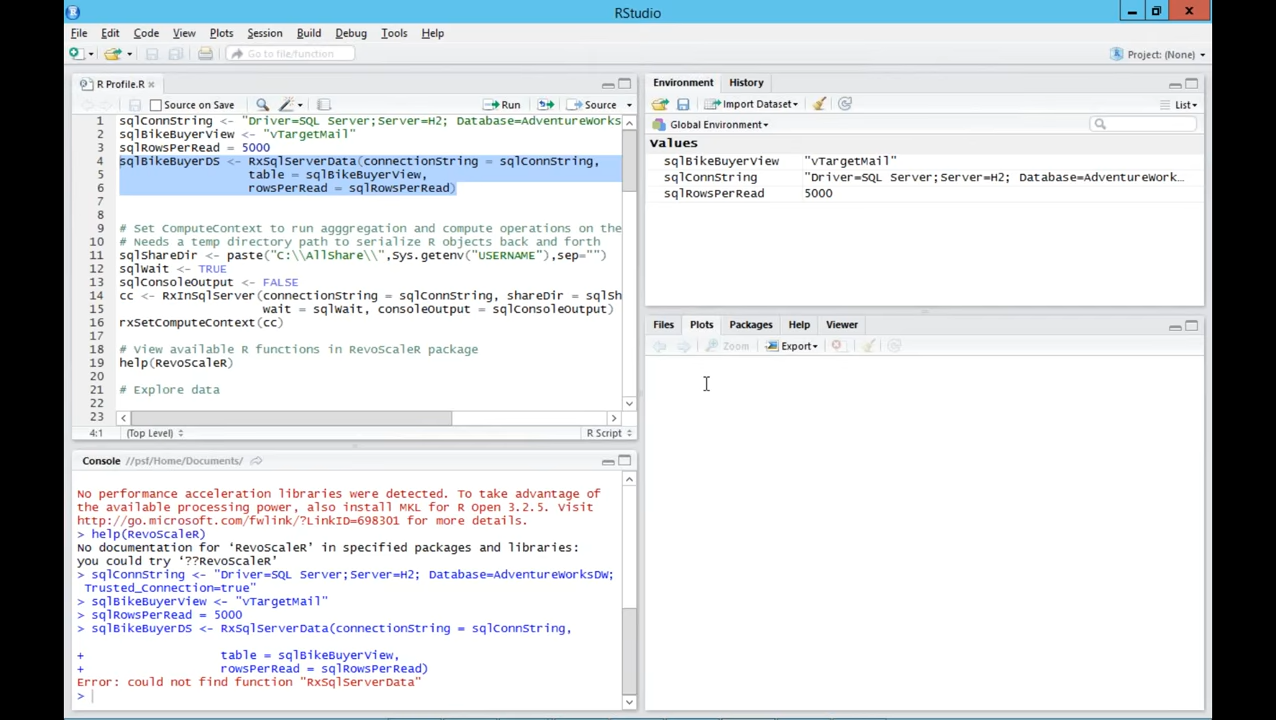 RStudio
File Edit Code View Plots Session Build Debug Tools Help
Go to file/function
Project: (None)
R Profile.R
Source on Save
Run
Source
1 sqlConnString <- "Driver=SQL Server;Server=H2; Database=AdventureWorks
2 sqlBikeBuyerView <- "vTargetMail"
3 sqlRowsPerRead = 5000
4 sqlBikeBuyerDS <- RxSqlServerData(connectionString = sqlConnString,
5 table = sqlBikeBuyerView,
6 rowsPerRead = sqlRowsPerRead)
7
8
9 # Set ComputeContext to run agggregation and compute operations on the
10 # Needs a temp directory path to serialize R objects back and forth
11 sqlShareDir <- paste("C:\\AllShare\\",Sys.getenv("USERNAME"),sep="")
12 sqlWait <- TRUE
13 sqlConsoleOutput <- FALSE
14 cc <- RxInSqlServer(connectionString = sqlConnString, shareDir = sqlSh
15 wait = sqlWait, consoleOutput = sqlConsoleOutput)
16 rxSetComputeContext(cc)
17
18 # View available R functions in RevoScaleR package
19 help(RevoScaleR)
20
21 # Explore data
22
23
4:1 (Top Level) R Script
Console //psf/Home/Documents/
No performance acceleration libraries were detected. To take advantage of
the available processing power, also install MKL for R Open 3.2.5. Visit
http://go.microsoft.com/fwlink/?LinkID=698301 for more details.
> help(RevoScaleR)
No documentation for ‘RevoScaleR’ in specified packages and libraries:
you could try ‘??RevoScaleR’
> sqlConnString <- "Driver=SQL Server;Server=H2; Database=AdventureWorksDW;
Trusted_Connection=true"
> sqlBikeBuyerView <- "vTargetMail"
> sqlRowsPerRead = 5000
> sqlBikeBuyerDS <- RxSqlServerData(connectionString = sqlConnString,
+ table = sqlBikeBuyerView,
+ rowsPerRead = sqlRowsPerRead)
Error: could not find function "RxSqlServerData"
>
Environment History
Import Dataset
List
Global Environment
Values
sqlBikeBuyerView "vTargetMail"
sqlConnString "Driver=SQL Server;Server=H2; Database=AdventureWork…
sqlRowsPerRead 5000
Files Plots Packages Help Viewer
Zoom Export